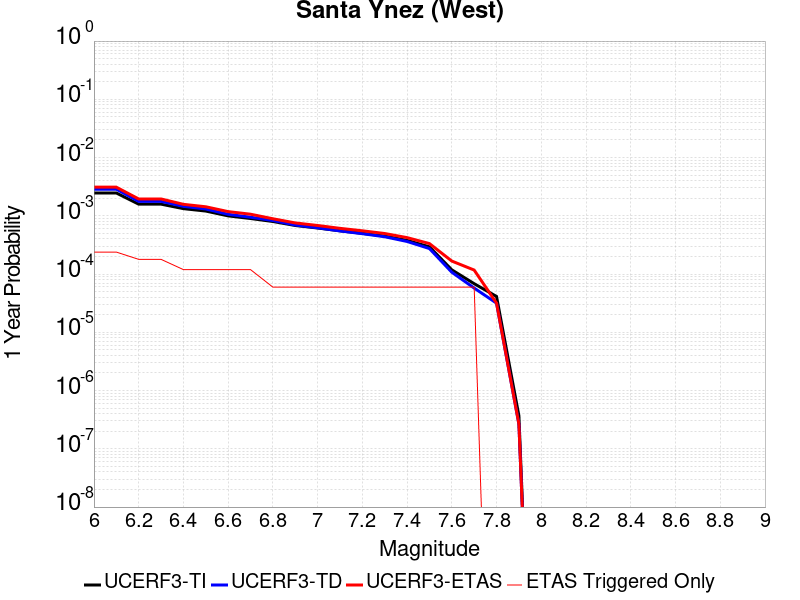 Santa Ynez (West)
10^0
10^-1
10^-2
10^-3
10^-4
10^-5
10^-6
10^-7
10^-8
1 Year Probability
6 6.2 6.4 6.6 6.8 7 7.2 7.4 7.6 7.8 8 8.2 8.4 8.6 8.8 9
Magnitude
UCERF3-TI UCERF3-TD UCERF3-ETAS ETAS Triggered Only